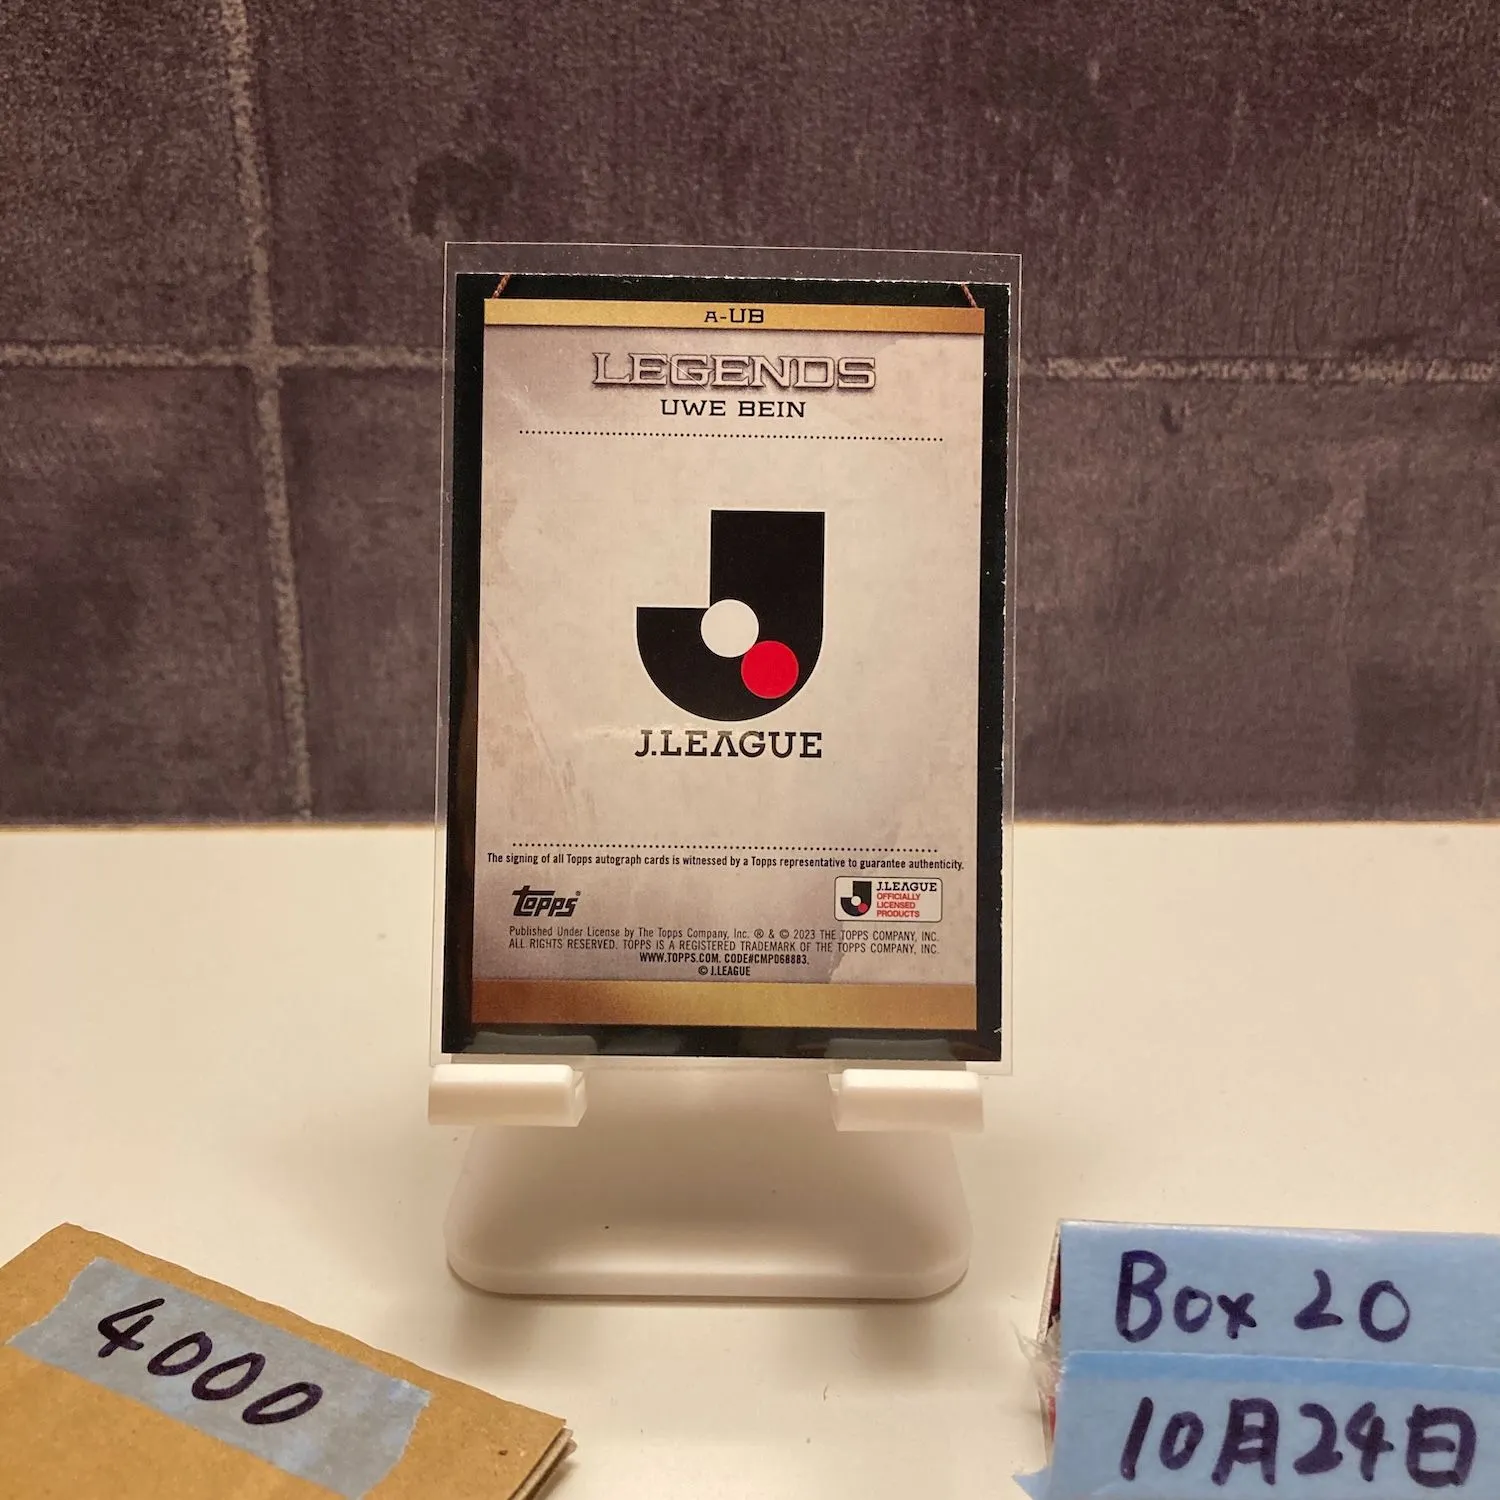 A-UB
LEGENDS
UWE BEIN
J.LEAGUE
The signing of all Topps autograph cards is witnessed by a Topps representative to guarantee authenticity.
Topps®
J.LEAGUE
OFFICIALLY
LICENSED
PRODUCTS
Published Under License by The Topps Company, Inc. ® & © 2023 THE TOPPS COMPANY, INC.
ALL RIGHTS RESERVED. TOPPS IS A REGISTERED TRADEMARK OF THE TOPPS COMPANY, INC.
WWW.TOPPS.COM. CODE#CMP068883.
© J.LEAGUE
4000
Box 20
10月24日